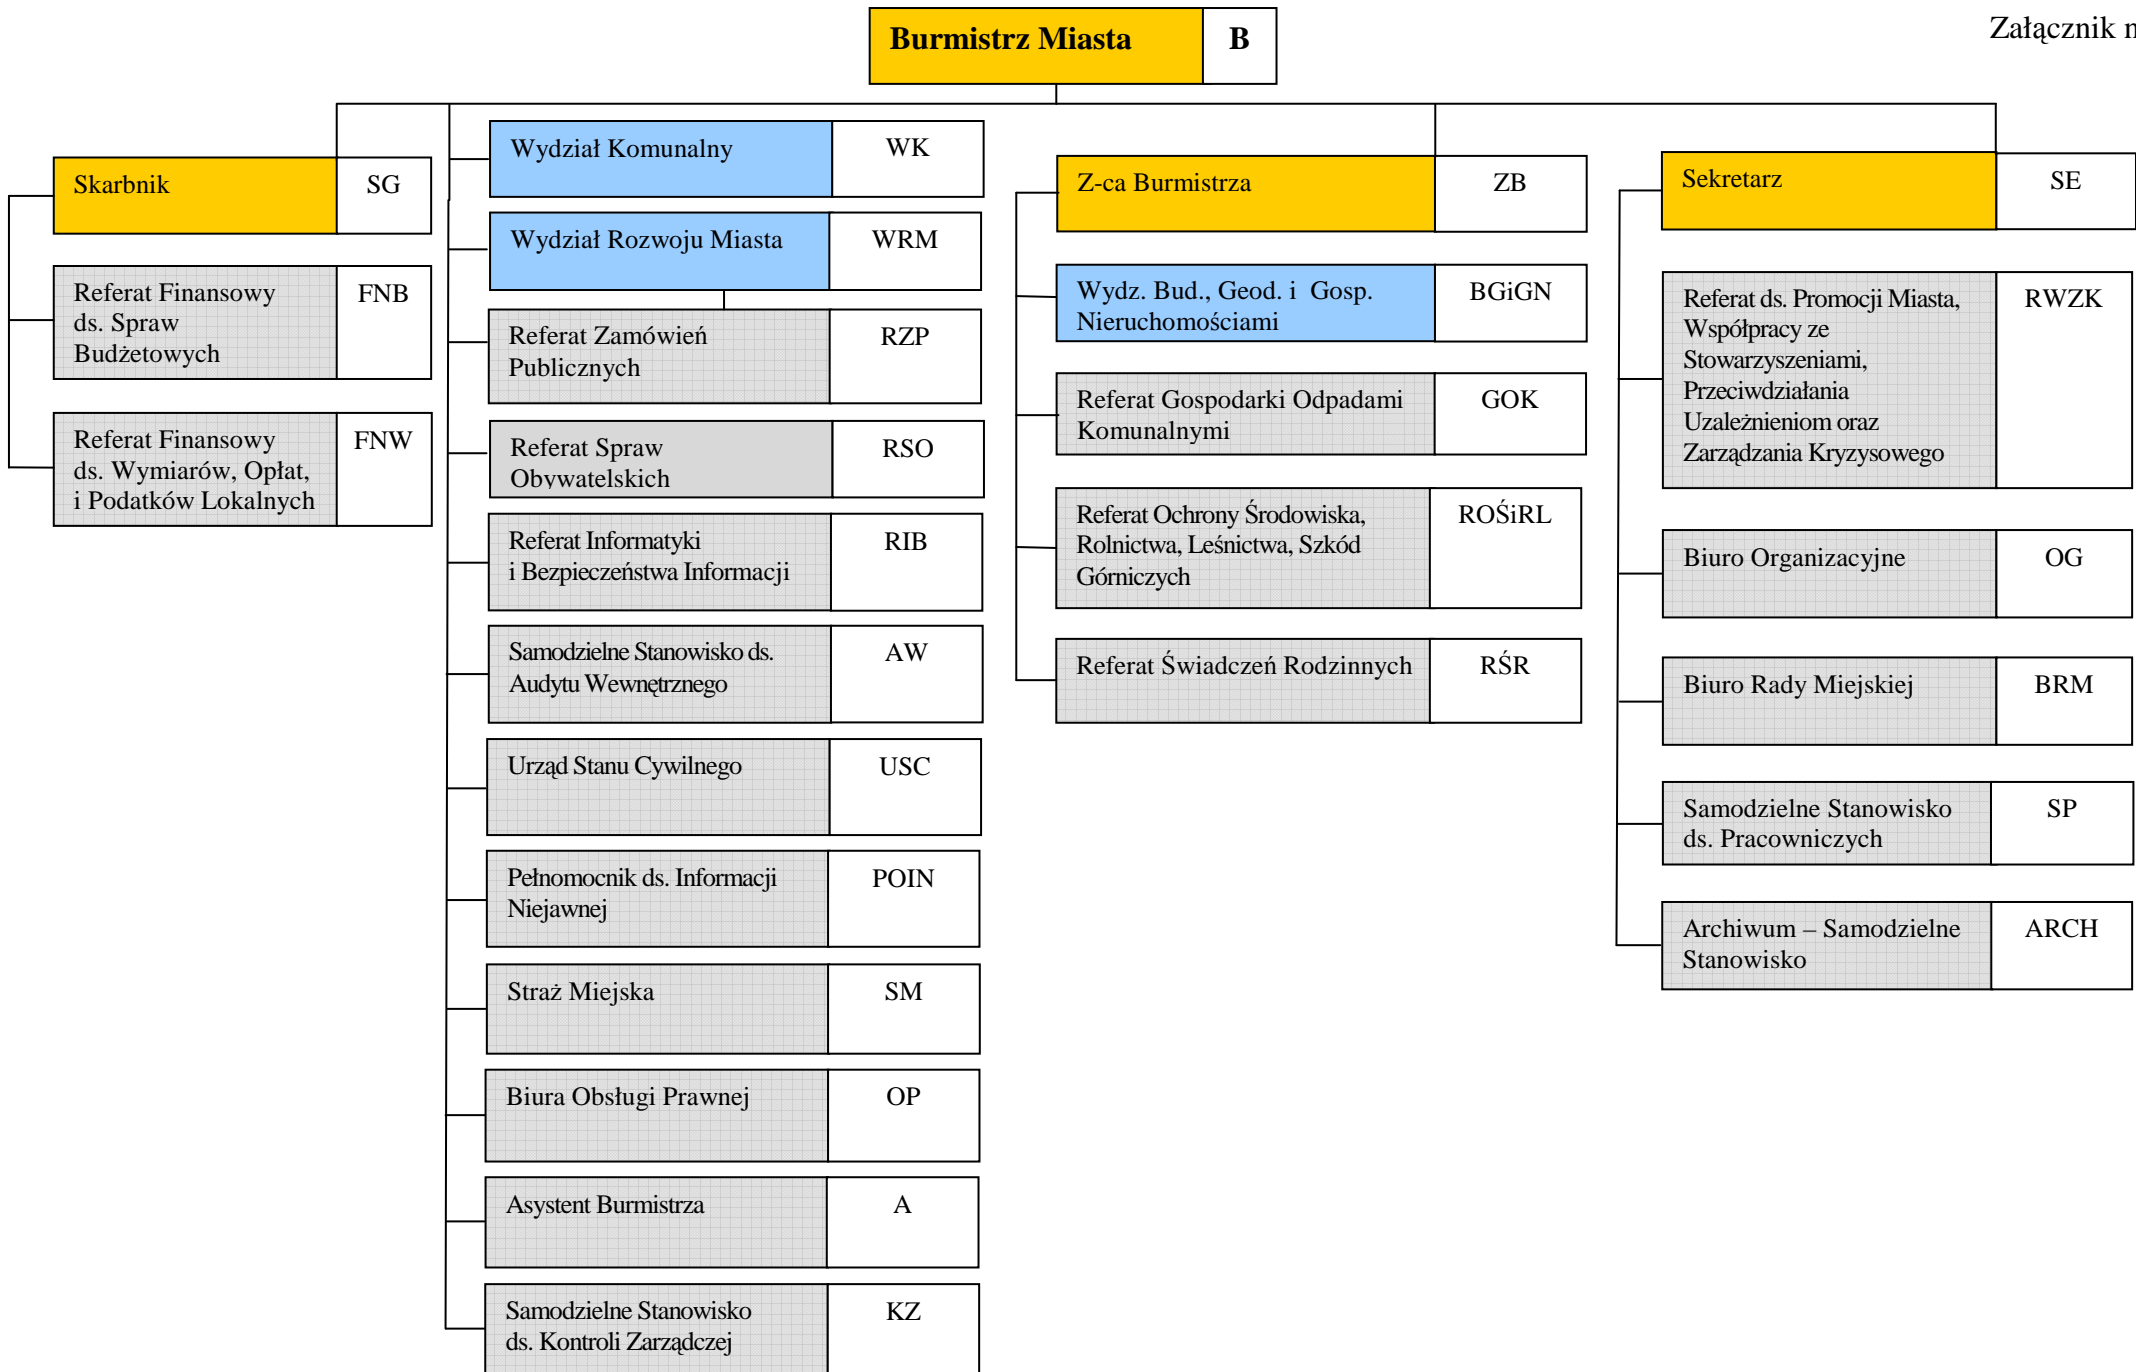 Burmistrz Miasta
B
Załącznik n
Skarbnik
SG
Referat Finansowy
ds. Spraw
Budżetowych
FNB
Referat Finansowy
ds. Wymiarów, Opłat,
i Podatków Lokalnych
FNW
Wydział Komunalny
WK
Wydział Rozwoju Miasta
WRM
Referat Zamówień
Publicznych
RZP
Referat Spraw
Obywatelskich
RSO
Referat Informatyki
i Bezpieczeństwa Informacji
RIB
Samodzielne Stanowisko ds.
Audytu Wewnętrznego
AW
Urząd Stanu Cywilnego
USC
Pełnomocnik ds. Informacji
Niejawnej
POIN
Straż Miejska
SM
Biura Obsługi Prawnej
OP
Asystent Burmistrza
A
Samodzielne Stanowisko
ds. Kontroli Zarządczej
KZ
Z-ca Burmistrza
ZB
Wydz. Bud., Geod. i Gosp.
Nieruchomościami
BGiGN
Referat Gospodarki Odpadami
Komunalnymi
GOK
Referat Ochrony Środowiska,
Rolnictwa, Leśnictwa, Szkód
Górniczych
ROŚiRL
Referat Świadczeń Rodzinnych
RŚR
Sekretarz
SE
Referat ds. Promocji Miasta,
Współpracy ze
Stowarzyszeniami,
Przeciwdziałania
Uzależnieniom oraz
Zarządzania Kryzysowego
RWZK
Biuro Organizacyjne
OG
Biuro Rady Miejskiej
BRM
Samodzielne Stanowisko
ds. Pracowniczych
SP
Archiwum – Samodzielne
Stanowisko
ARCH